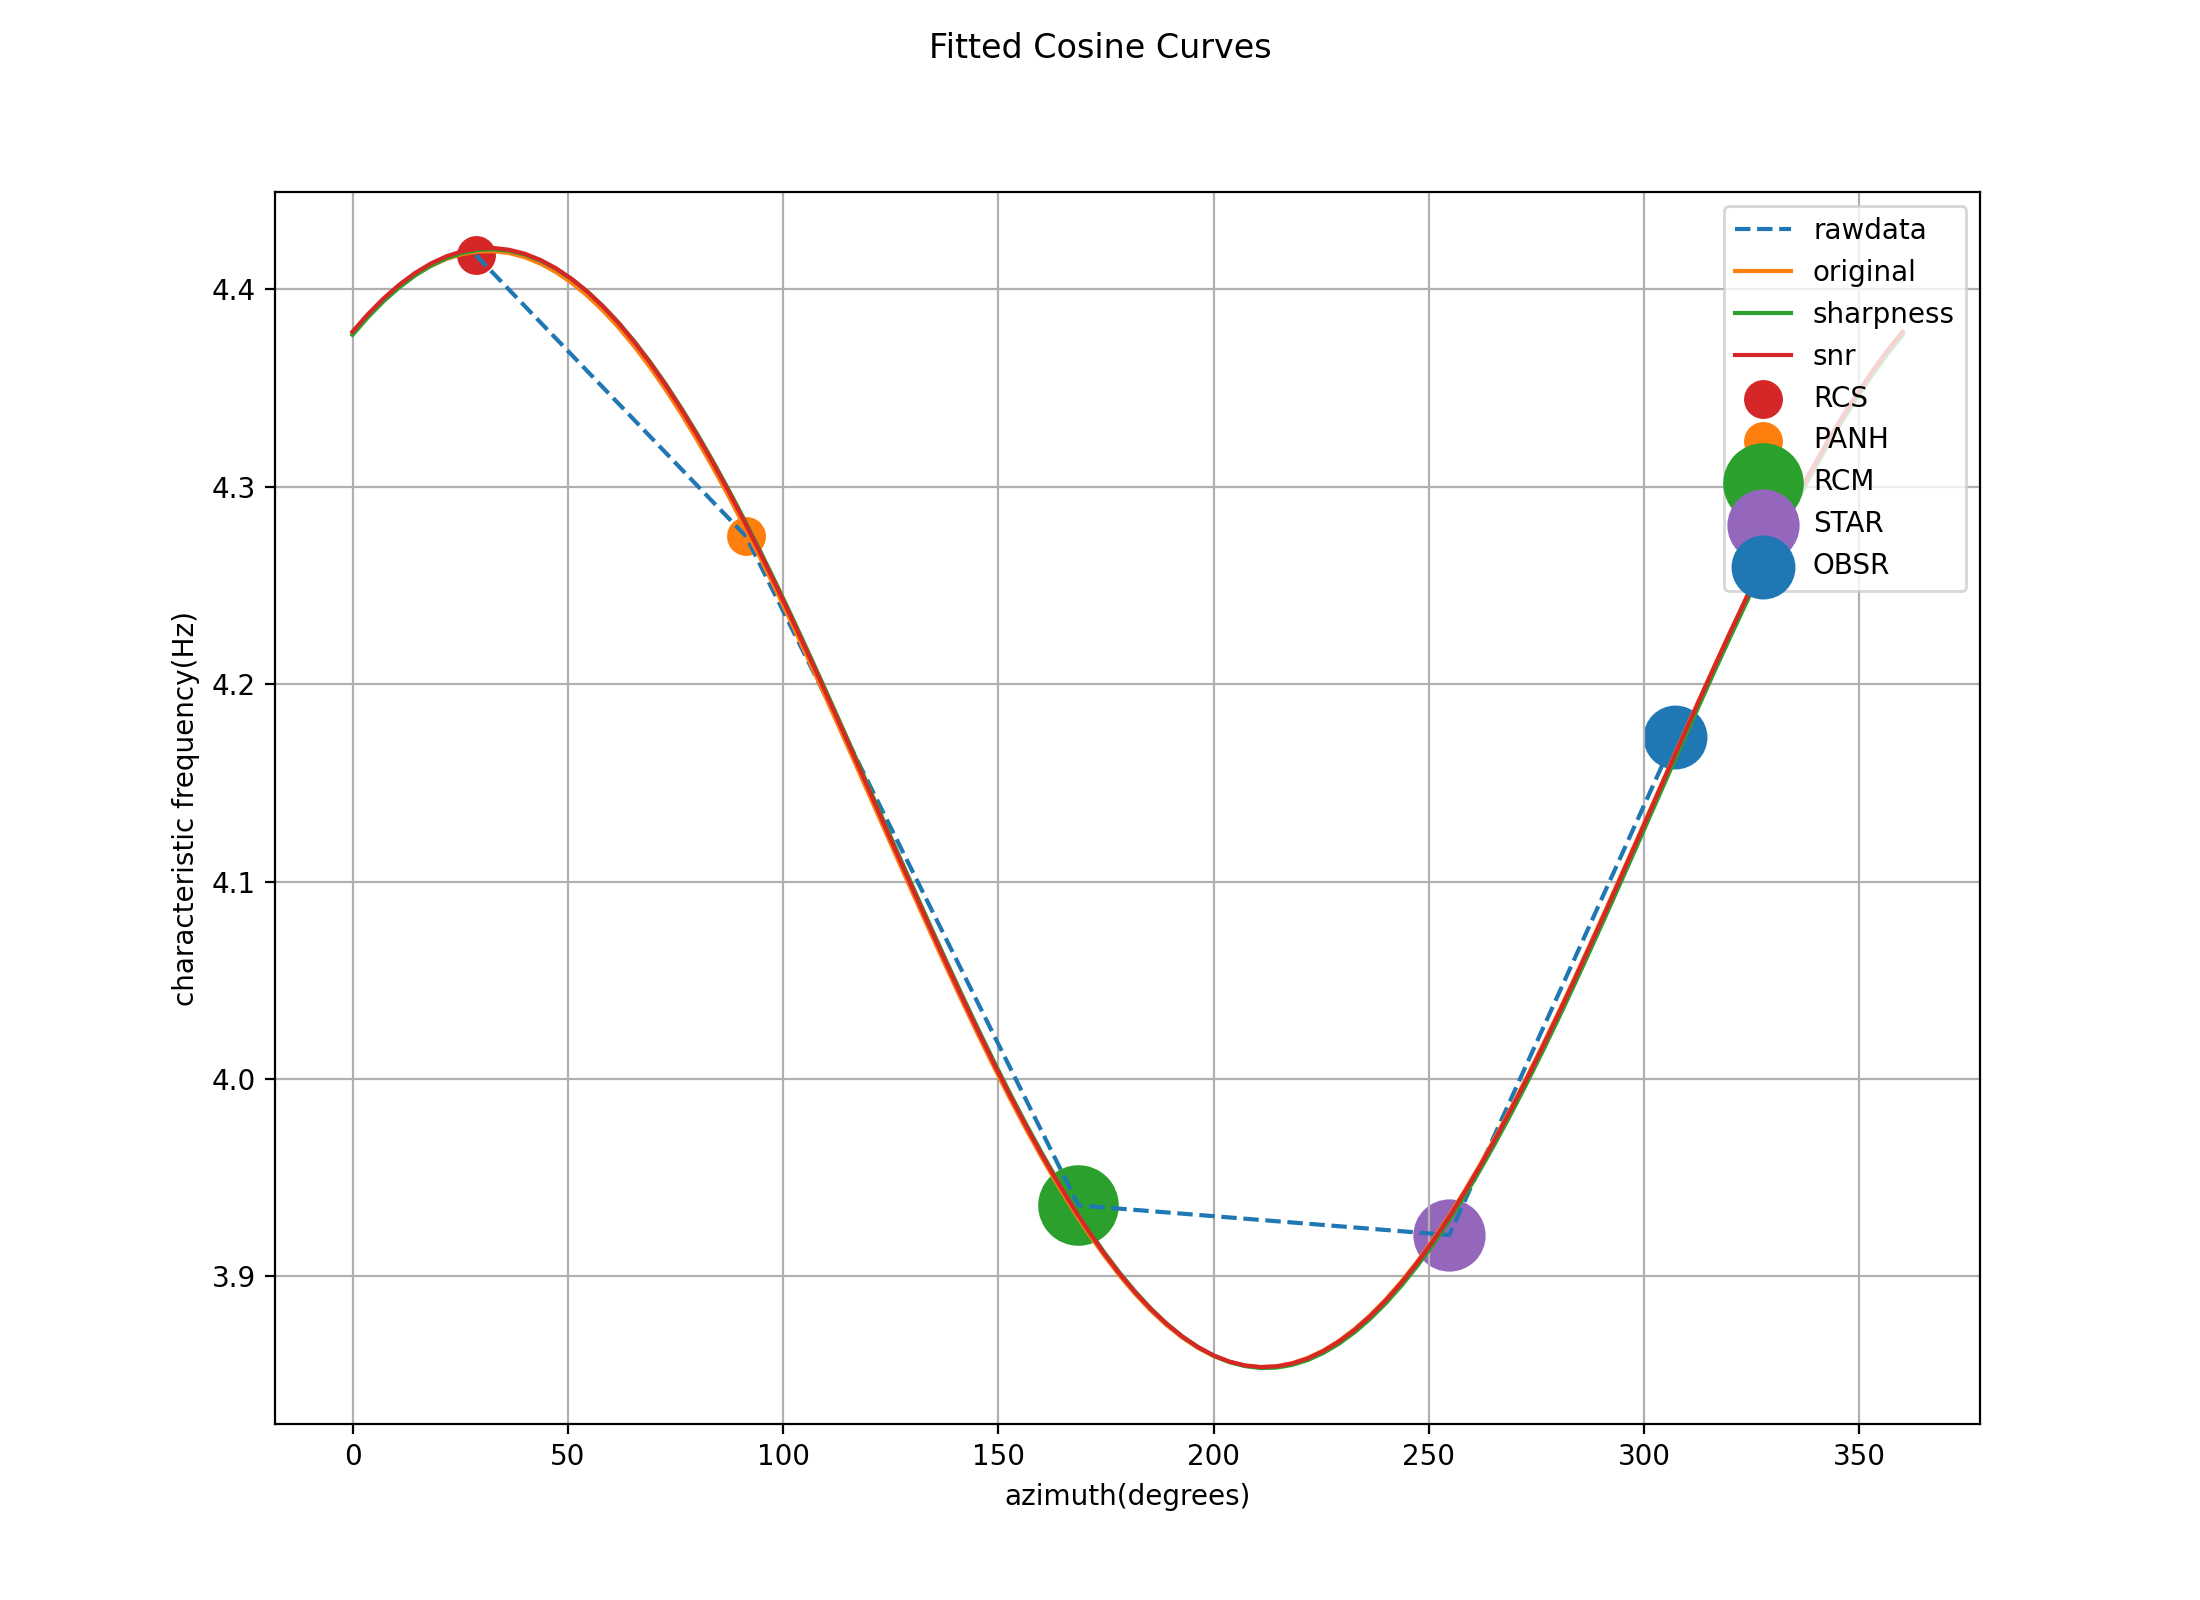 Fitted Cosine Curves
rawdata
original
sharpness
snr
RCS
PANH
RCM
STAR
OBSR
4.4
4.3
4.2
4.1
4.0
3.9
characteristic frequency(Hz)
0 50 100 150 200 250 300 350
azimuth(degrees)